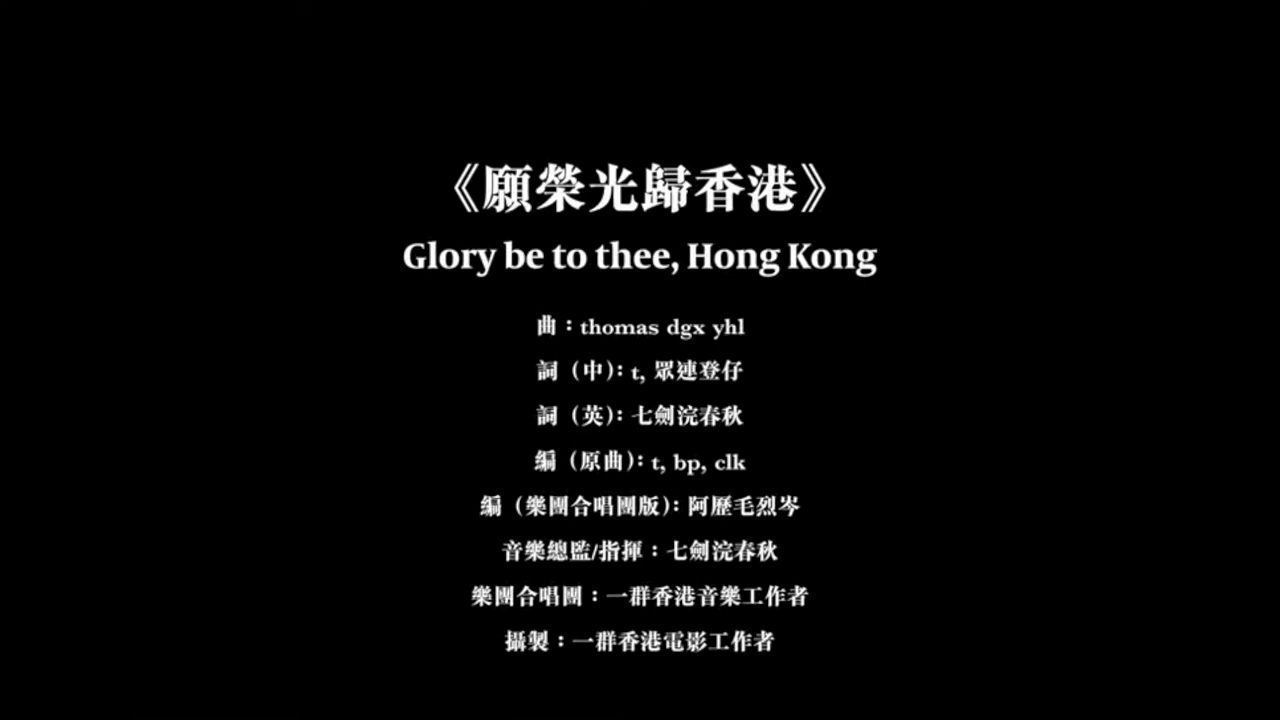 《願榮光歸香港》
Glory be to thee, Hong Kong
曲：thomas dgx yhl
詞（中）：t, 眾連登仔
詞（英）：七劍浣春秋
編（原曲）：t, bp, clk
編（樂團合唱團版）：阿歷毛烈岑
音樂總監/指揮：七劍浣春秋
樂團合唱團：一群香港音樂工作者
攝製：一群香港電影工作者